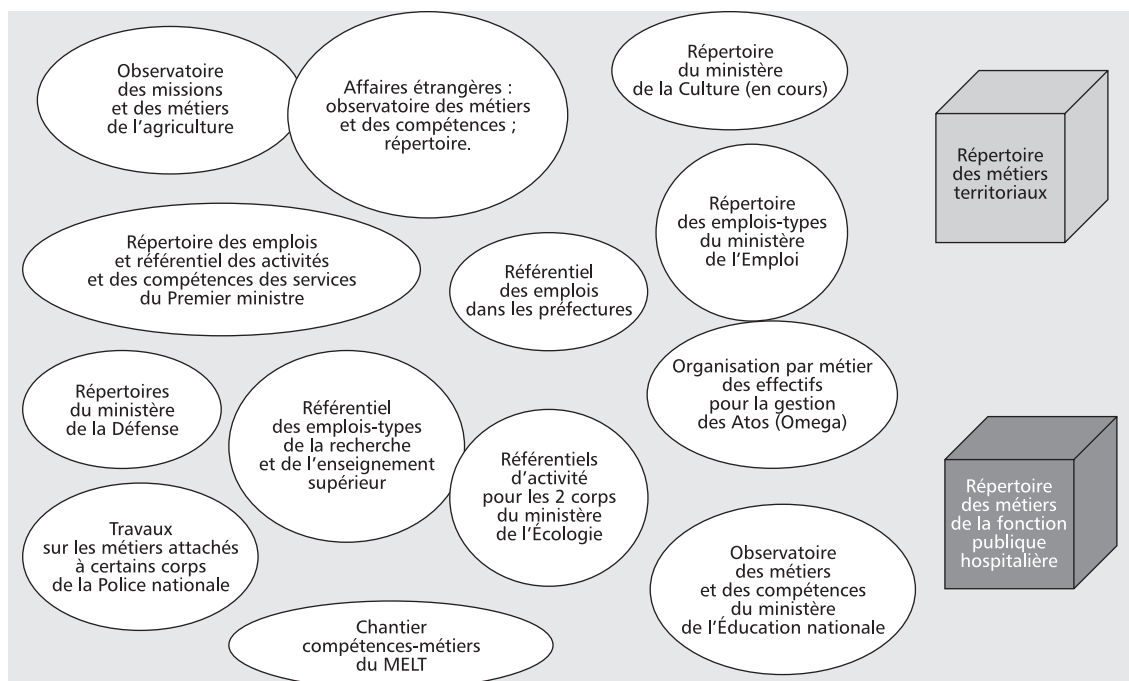 Observatoire
des missions
et des métiers
de l’agriculture
Affaires étrangères :
observatoire des métiers
et des compétences ;
répertoire.
Répertoire
du ministère
de la Culture (en cours)
Répertoire
des métiers
territoriaux
Répertoire
des emplois-types
du ministère
de l’Emploi
Répertoire des emplois
et référentiel des activités
et des compétences des services
du Premier ministre
Référentiel
des emplois
dans les préfectures
Organisation par métier
des effectifs
pour la gestion
des Atos (Omega)
Répertoires
du ministère
de la Défense
Référentiel
des emplois-types
de la recherche
et de l’enseignement
supérieur
Référentiels
d’activité
pour les 2 corps
du ministère
de l’Écologie
Répertoire
des métiers
de la fonction
publique
hospitalière
Travaux
sur les métiers attachés
à certains corps
de la Police nationale
Observatoire
des métiers
et des compétences
du ministère
de l’Éducation nationale
Chantier
compétences-métiers
du MELT